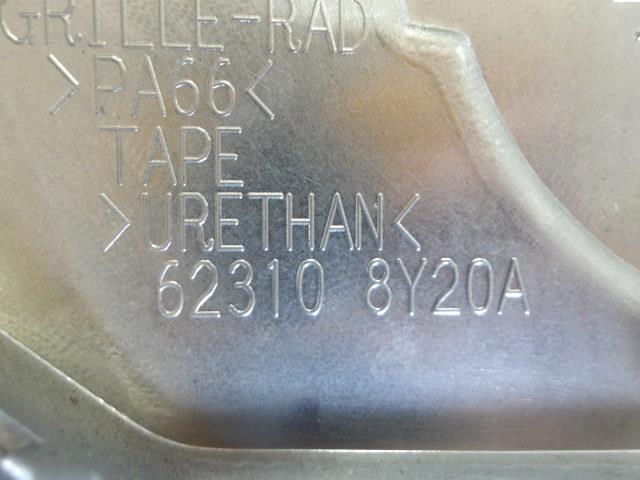 GRILLE-RAD
>PA66<
TAPE
>URETHAN<
62310 8Y20A